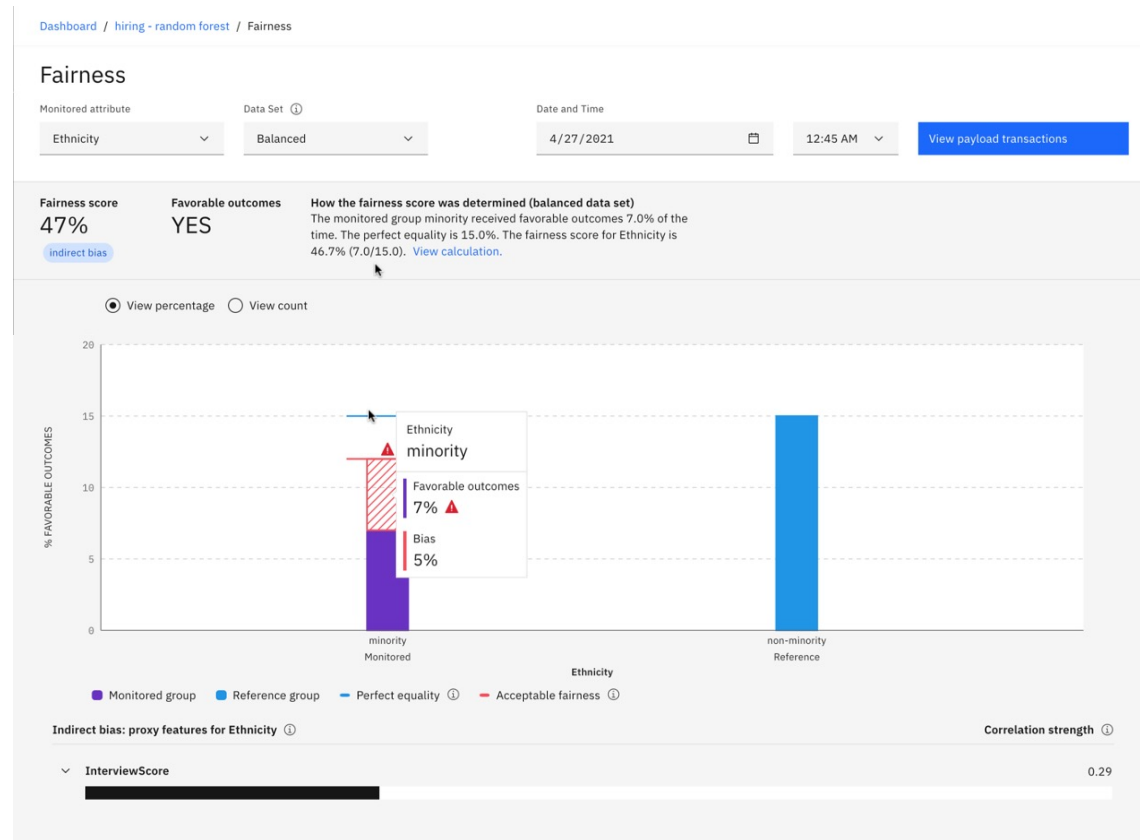 Dashboard / hiring - random forest / Fairness
Fairness
Monitored attribute
Data Set
Date and Time
Ethnicity
Balanced
4/27/2021
12:45 AM
View payload transactions
Fairness score
47%
indirect bias
Favorable outcomes
YES
How the fairness score was determined (balanced data set)
The monitored group minority received favorable outcomes 7.0% of the
time. The perfect equality is 15.0%. The fairness score for Ethnicity is
46.7% (7.0/15.0). View calculation.
View percentage
View count
% FAVORABLE OUTCOMES
20
15
10
5
0
Ethnicity
minority
Favorable outcomes
7%
Bias
5%
minority
Monitored
non-minority
Reference
Ethnicity
Monitored group
Reference group
Perfect equality
Acceptable fairness
Indirect bias: proxy features for Ethnicity
Correlation strength
InterviewScore
0.29